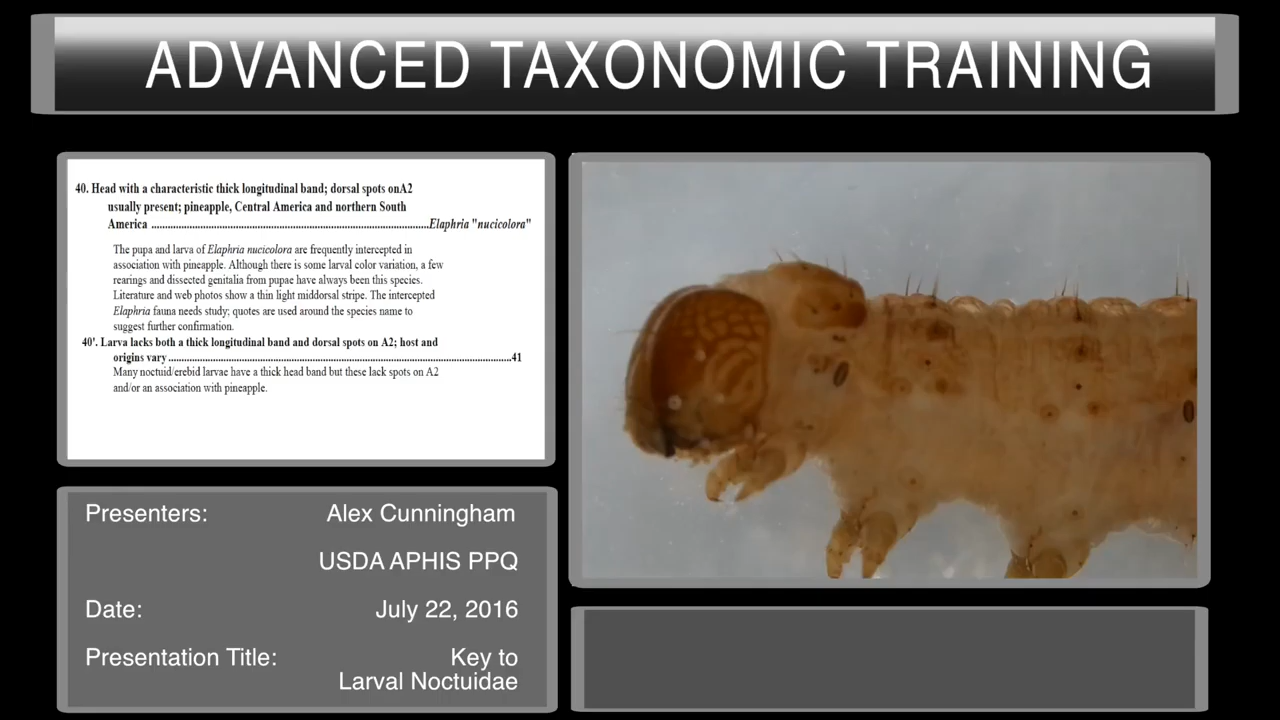 ADVANCED TAXONOMIC TRAINING
40. Head with a characteristic thick longitudinal band; dorsal spots onA2
usually present; pineapple, Central America and northern South
America ....................................................................................Elaphria "nucicolora"
The pupa and larva of Elaphria nucicolora are frequently intercepted in
association with pineapple. Although there is some larval color variation, a few
rearings and dissected genitalia from pupae have always been this species.
Literature and web photos show a thin light middorsal stripe. The intercepted
Elaphria fauna needs study; quotes are used around the species name to
suggest further confirmation.
40'. Larva lacks both a thick longitudinal band and dorsal spots on A2; host and
origins vary ........................................................................................................41
Many noctuid/erebid larvae have a thick head band but these lack spots on A2
and/or an association with pineapple.
Presenters: Alex Cunningham
USDA APHIS PPQ
Date: July 22, 2016
Presentation Title: Key to
Larval Noctuidae